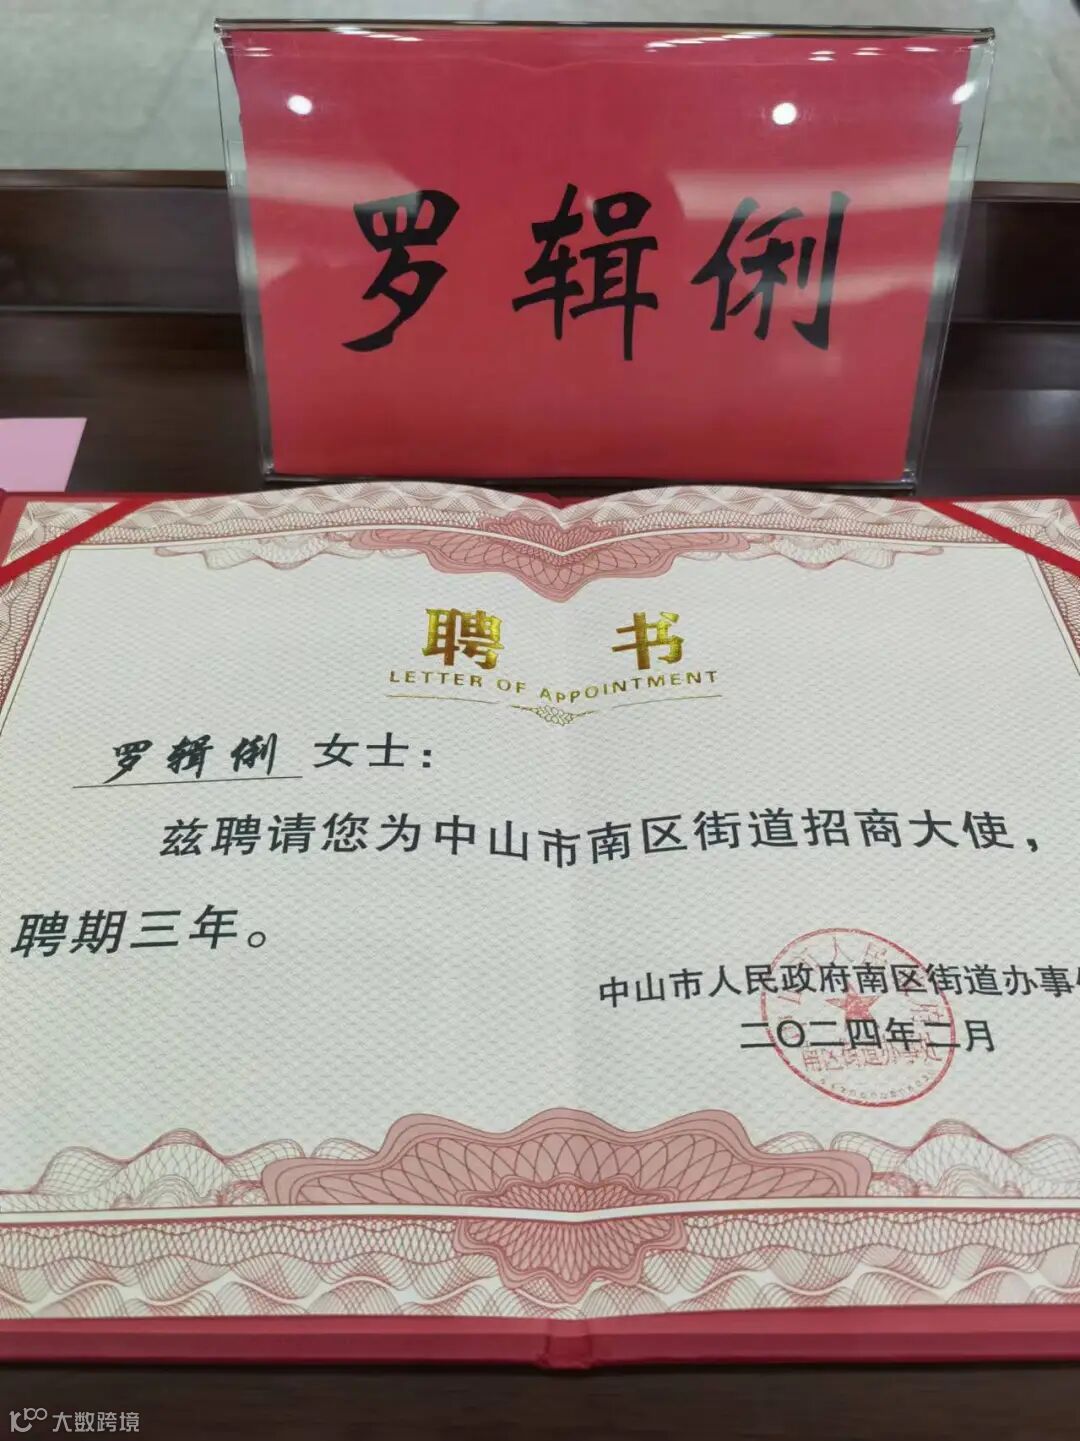 罗辑俐
聘书
LETTER OF APPOINTMENT
罗辑俐女士：
兹聘请您为中山市南区街道招商大使，
聘期三年。
中山市人民政府南区街道办事
二〇二四年二月
大数跨境